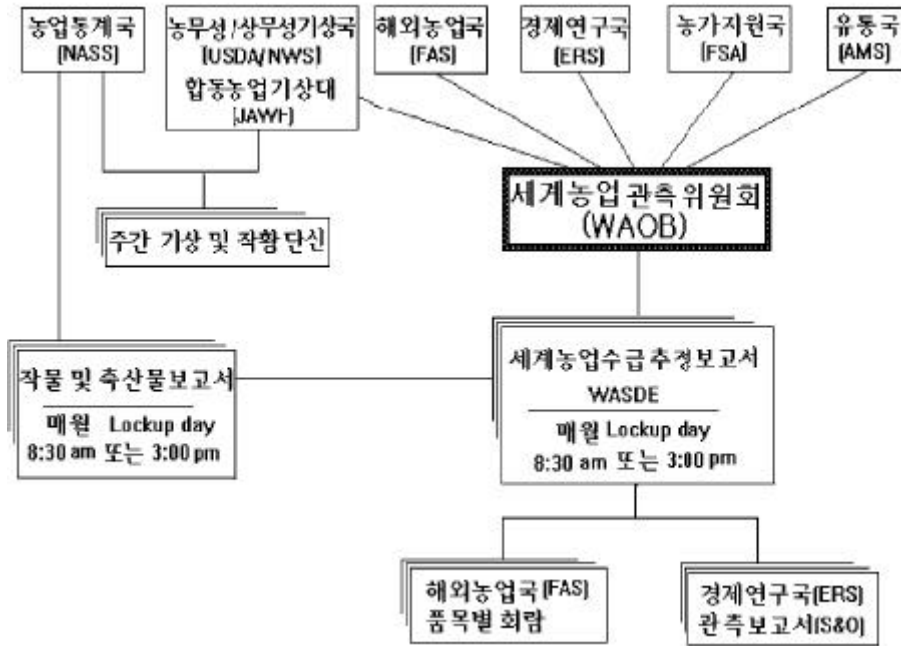 농업통계국
(NASS)
농무성/상무성기상국
(USDA/NWS)
합동농업기상대
(JAWF)
해외농업국
(FAS)
경제연구국
(ERS)
농가지원국
(FSA)
유통국
(AMS)
세계농업 관측위원회
(WAOB)
주간 기상 및 작황 단신
작물 및 축산물보고서
매월 Lockup day
8:30 am 또는 3:00 pm
세계농업수급 추정보고서
WASDE
매월 Lockup day
8:30 am 또는 3:00 pm
해외농업국(FAS)
품목별 회람
경제연구국(ERS)
관측보고서(S&O)